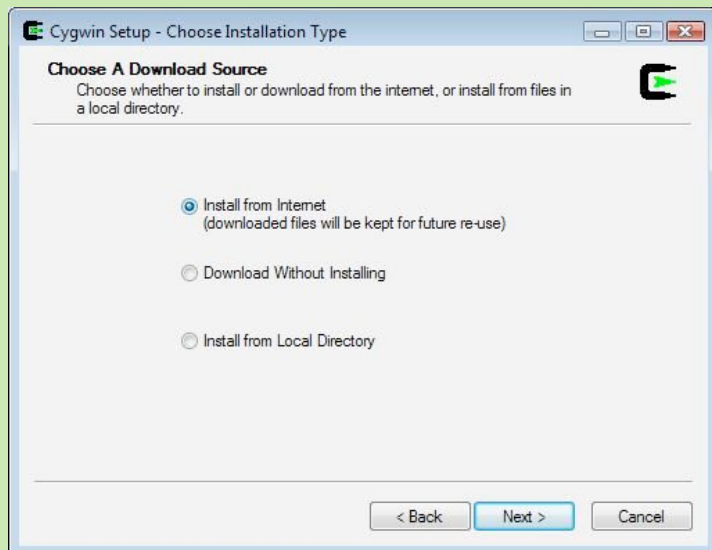 Cygwin Setup - Choose Installation Type
Choose A Download Source
Choose whether to install or download from the internet, or install from files in
a local directory.
Install from Internet
(downloaded files will be kept for future re-use)
Download Without Installing
Install from Local Directory
< Back
Next >
Cancel